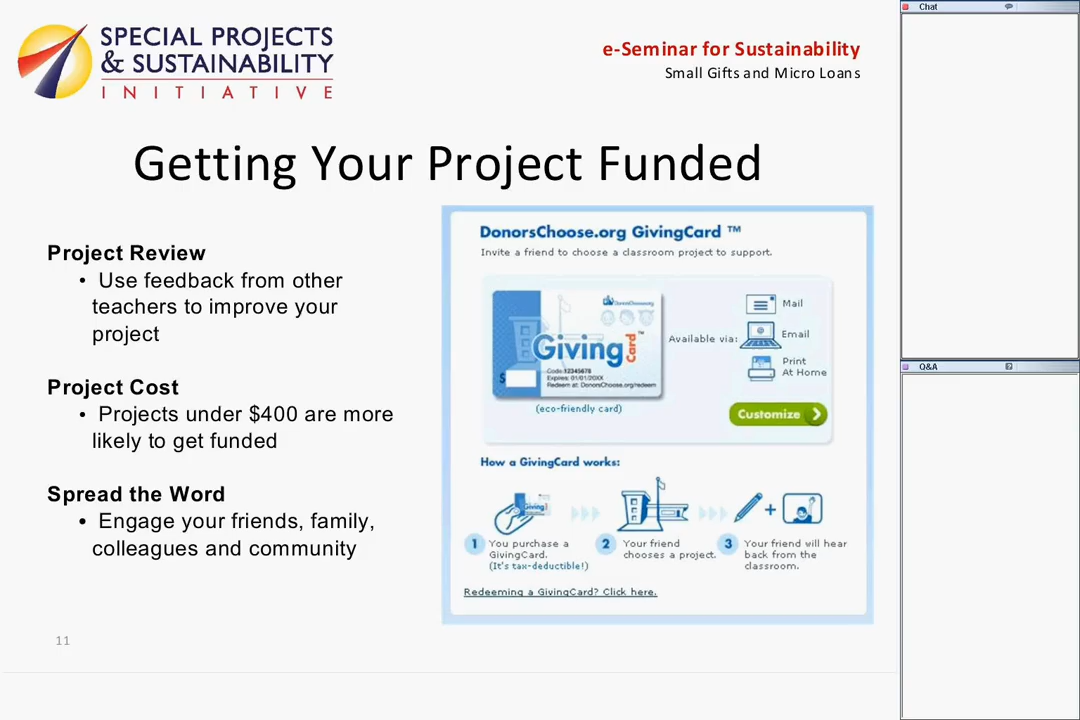 SPECIAL PROJECTS
& SUSTAINABILITY
INITIATIVE
e-Seminar for Sustainability
Small Gifts and Micro Loans
Getting Your Project Funded
Project Review
• Use feedback from other
teachers to improve your
project
Project Cost
• Projects under $400 are more
likely to get funded
Spread the Word
• Engage your friends, family,
colleagues and community
DonorsChoose.org GivingCard ™
Invite a friend to choose a classroom project to support.
DonorsChoose.org
Giving Card™
$
Code:12345678
Expires: 01/01/20XX
Redeem at: DonorsChoose.org/redeem
(eco-friendly card)
Available via:
Mail
Email
Print
At Home
Customize
How a GivingCard works:
Giving
1 You purchase a
GivingCard.
(It's tax-deductible!)
2 Your friend
chooses a project.
3 Your friend will hear
back from the
classroom.
Redeeming a GivingCard? Click here.
11
Chat
Q&A